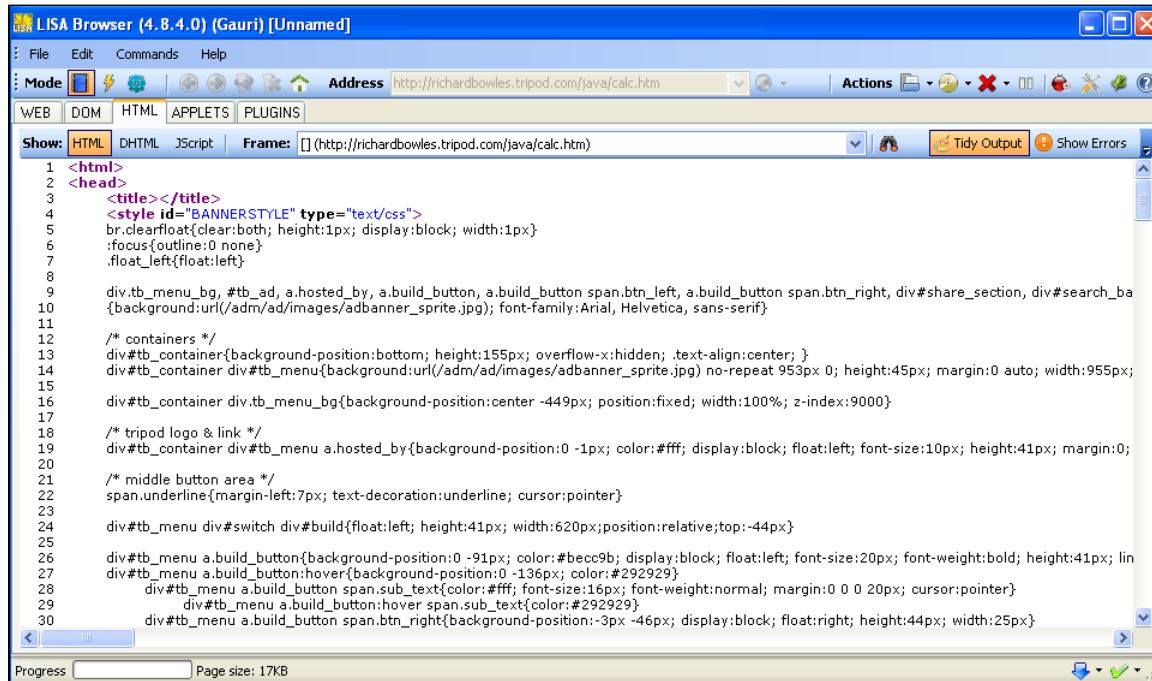 LISA Browser (4.8.4.0) (Gauri) [Unnamed]
File Edit Commands Help
Mode Address http://richardbowles.tripod.com/java/calc.htm Actions
WEB DOM HTML APPLETS PLUGINS
Show: HTML DHTML JScript Frame: [] (http://richardbowles.tripod.com/java/calc.htm) Tidy Output Show Errors
1 <html>
2 <head>
3 <title></title>
4 <style id="BANNERSTYLE" type="text/css">
5 br.clearfloat{clear:both; height:1px; display:block; width:1px}
6 :focus{outline:0 none}
7 .float_left{float:left}
8
9 div.tb_menu_bg, #tb_ad, a.hosted_by, a.build_button, a.build_button span.btn_left, a.build_button span.btn_right, div#share_section, div#search_ba
10 {background:url(/adm/ad/images/adbanner_sprite.jpg); font-family:Arial, Helvetica, sans-serif}
11
12 /* containers */
13 div#tb_container{background-position:bottom; height:155px; overflow-x:hidden; .text-align:center; }
14 div#tb_container div#tb_menu{background:url(/adm/ad/images/adbanner_sprite.jpg) no-repeat 953px 0; height:45px; margin:0 auto; width:955px;
15
16 div#tb_container div.tb_menu_bg{background-position:center -449px; position:fixed; width:100%; z-index:9000}
17
18 /* tripod logo & link */
19 div#tb_container div#tb_menu a.hosted_by{background-position:0 -1px; color:#fff; display:block; float:left; font-size:10px; height:41px; margin:0;
20
21 /* middle button area */
22 span.underline{margin-left:7px; text-decoration:underline; cursor:pointer}
23
24 div#tb_menu div#switch div#build{float:left; height:41px; width:620px;position:relative;top:-44px}
25
26 div#tb_menu a.build_button{background-position:0 -91px; color:#becc9b; display:block; float:left; font-size:20px; font-weight:bold; height:41px; lin
27 div#tb_menu a.build_button:hover{background-position:0 -136px; color:#292929}
28 div#tb_menu a.build_button span.sub_text{color:#fff; font-size:16px; font-weight:normal; margin:0 0 0 20px; cursor:pointer}
29 div#tb_menu a.build_button:hover span.sub_text{color:#292929}
30 div#tb_menu a.build_button span.btn_right{background-position:-3px -46px; display:block; float:right; height:44px; width:25px}
Progress Page size: 17KB